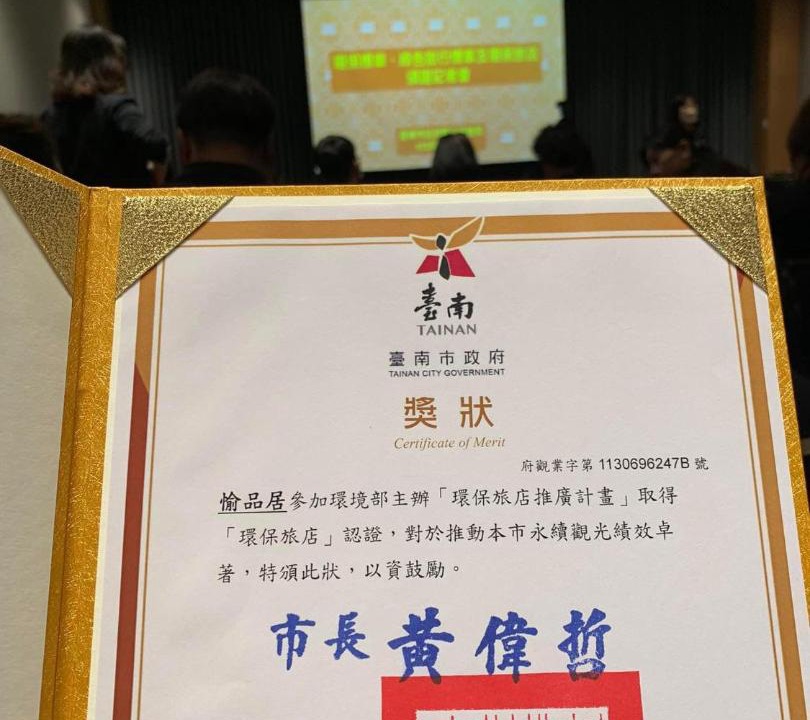 臺南
TAINAN
臺南市政府
TAINAN CITY GOVERNMENT
獎狀
Certificate of Merit
府觀業字第 1130696247B 號
愉品居參加環境部主辦「環保旅店推廣計畫」取得
「環保旅店」認證，對於推動本市永續觀光績效卓
著，特頒此狀，以資鼓勵。
市長 黃偉哲